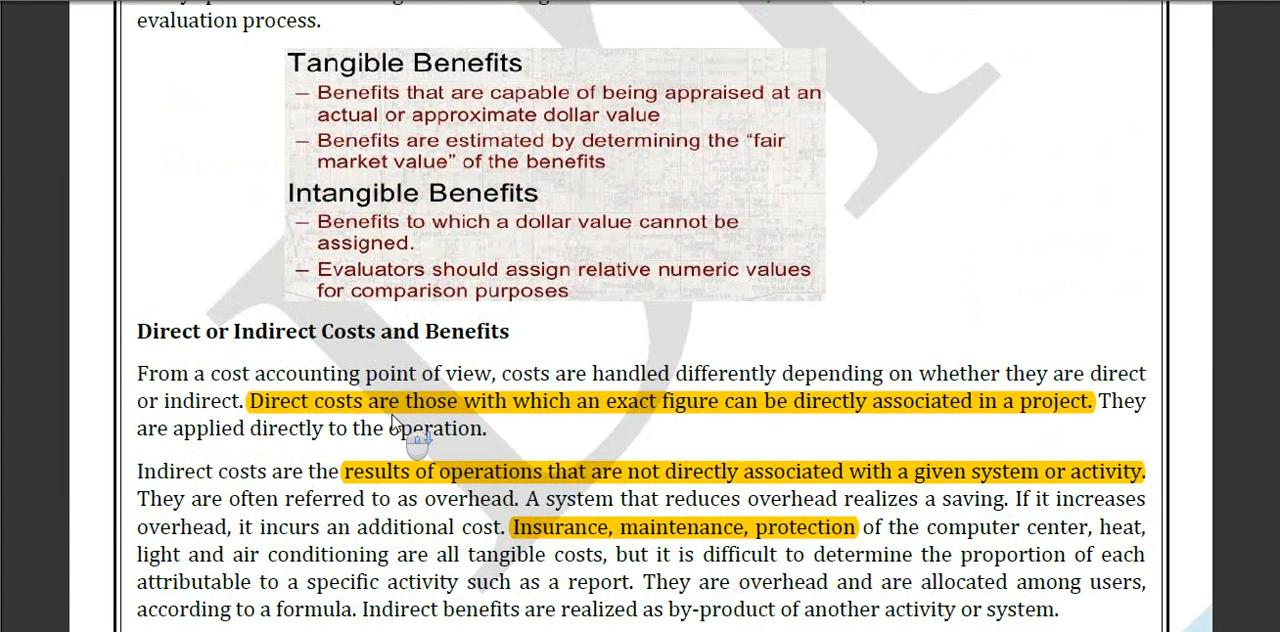 evaluation process.
Tangible Benefits
– Benefits that are capable of being appraised at an
actual or approximate dollar value
– Benefits are estimated by determining the “fair
market value” of the benefits
Intangible Benefits
– Benefits to which a dollar value cannot be
assigned.
– Evaluators should assign relative numeric values
for comparison purposes
Direct or Indirect Costs and Benefits
From a cost accounting point of view, costs are handled differently depending on whether they are direct
or indirect. Direct costs are those with which an exact figure can be directly associated in a project. They
are applied directly to the operation.
Indirect costs are the results of operations that are not directly associated with a given system or activity.
They are often referred to as overhead. A system that reduces overhead realizes a saving. If it increases
overhead, it incurs an additional cost. Insurance, maintenance, protection of the computer center, heat,
light and air conditioning are all tangible costs, but it is difficult to determine the proportion of each
attributable to a specific activity such as a report. They are overhead and are allocated among users,
according to a formula. Indirect benefits are realized as by-product of another activity or system.